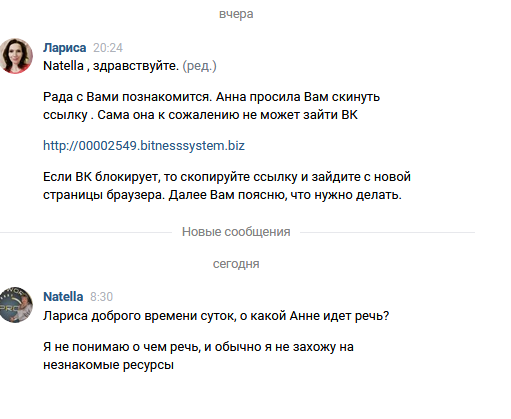 вчера
Лариса 20:24
Natella , здравствуйте. (ред.)
Рада с Вами познакомится. Анна просила Вам скинуть
ссылку . Сама она к сожалению не может зайти ВК
http://00002549.bitnesssystem.biz
Если ВК блокирует, то скопируйте ссылку и зайдите с новой
страницы браузера. Далее Вам поясню, что нужно делать.
Новые сообщения
сегодня
Natella 8:30
Лариса доброго времени суток, о какой Анне идет речь?
Я не понимаю о чем речь, и обычно я не захожу на
незнакомые ресурсы